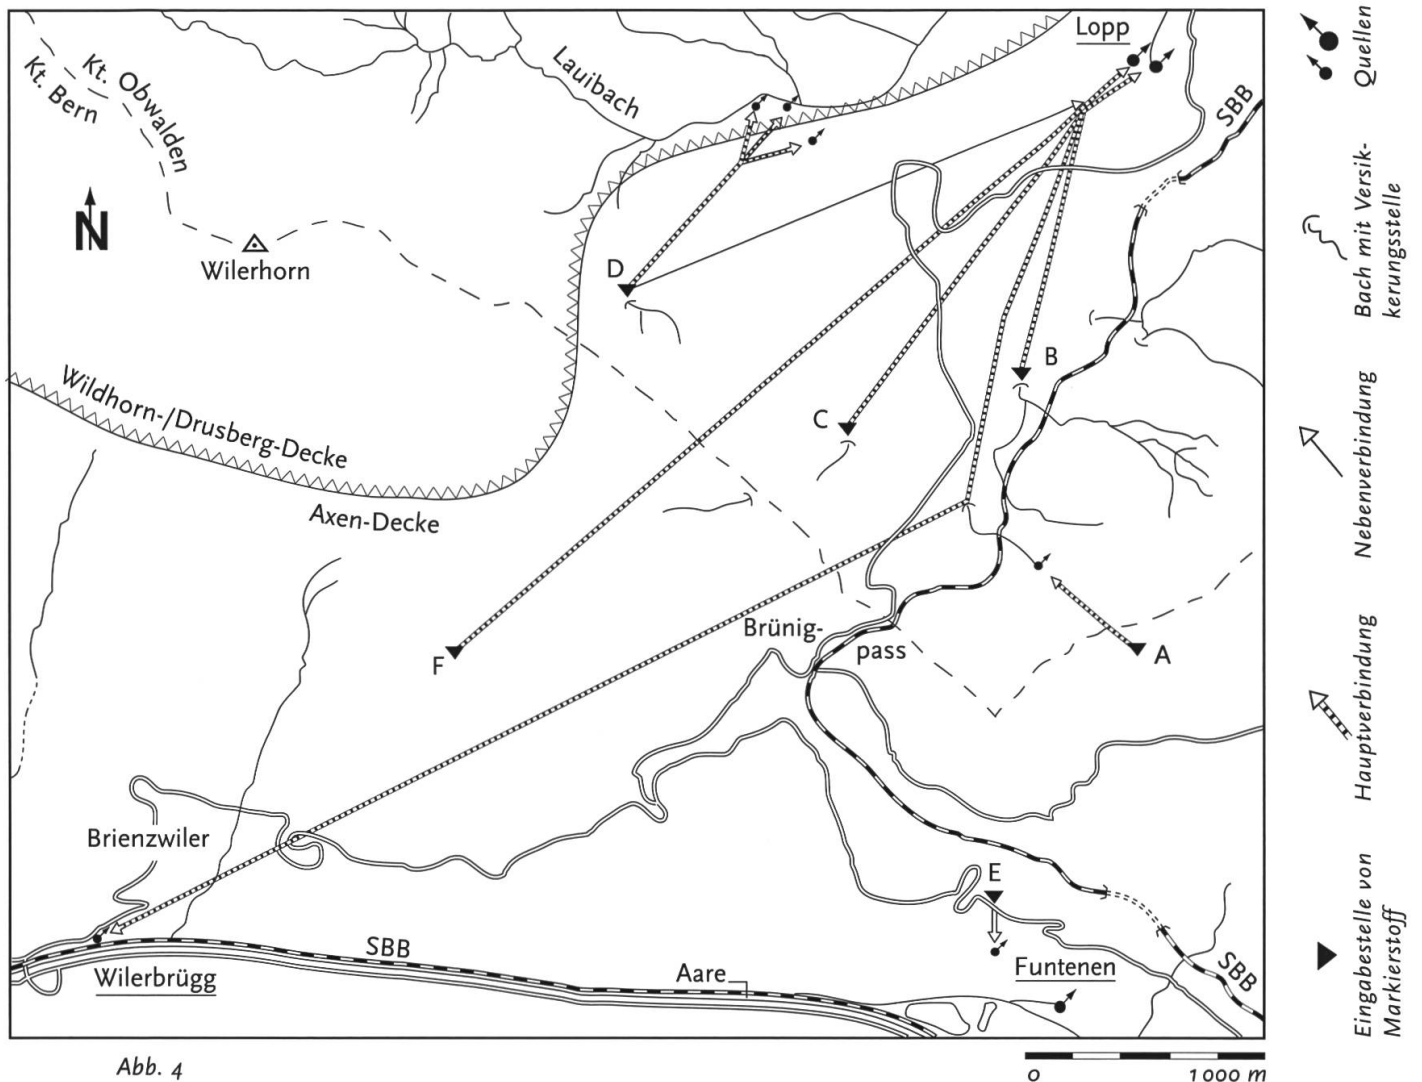 Lopp
Lauibach
SBB
Kt. Obwalden
Kt. Bern
N
Wilerhorn
D
B
C
Wildhorn-/Drusberg-Decke
Axen-Decke
Brünig-
pass
A
F
Brienzwiler
E
SBB
Aare
Funtenen
SBB
Wilerbrügg
Abb. 4
0 1000 m
Quellen
Bach mit Versik-
kerungsstelle
Nebenverbindung
Hauptverbindung
Eingabestelle von
Markierstoff